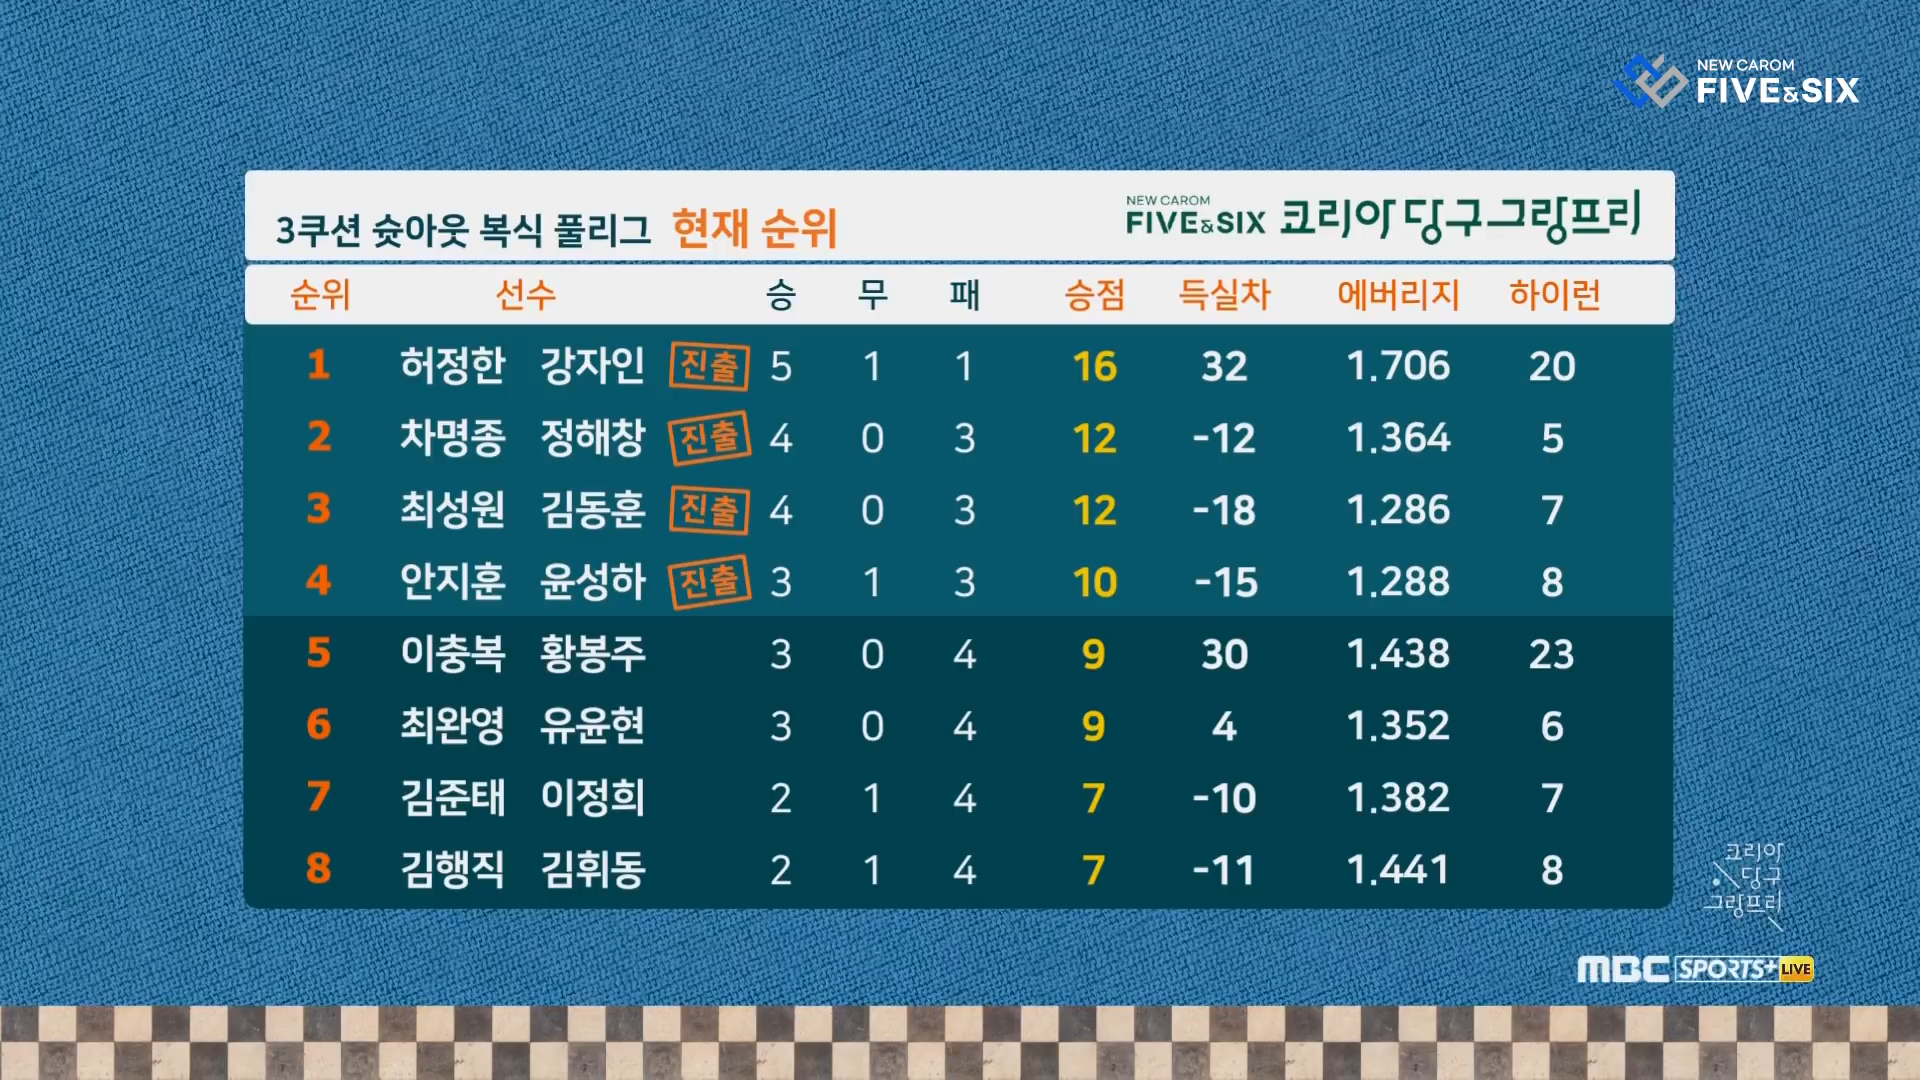 NEW CAROM
FIVE&SIX
3쿠션 슛아웃 복식 풀리그 현재 순위
NEW CAROM
FIVE&SIX 코리아 당구 그랑프리
순위 선수 승 무 패 승점 득실차 에버리지 하이런
1 허정한 강자인 진출 5 1 1 16 32 1.706 20
2 차명종 정해창 진출 4 0 3 12 -12 1.364 5
3 최성원 김동훈 진출 4 0 3 12 -18 1.286 7
4 안지훈 윤성하 진출 3 1 3 10 -15 1.288 8
5 이충복 황봉주 3 0 4 9 30 1.438 23
6 최완영 유윤현 3 0 4 9 4 1.352 6
7 김준태 이정희 2 1 4 7 -10 1.382 7
8 김행직 김휘동 2 1 4 7 -11 1.441 8
코리아
당구
그랑프리
MBC SPORTS+ LIVE